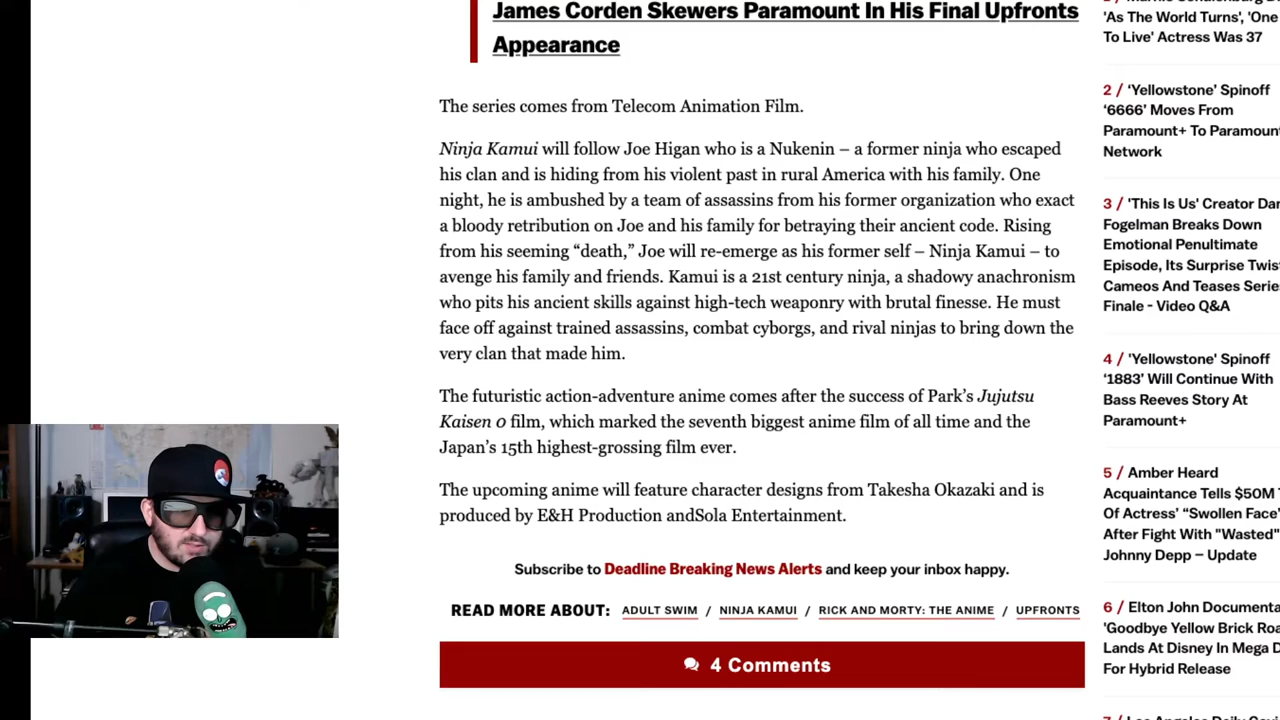 James Corden Skewers Paramount In His Final Upfronts
Appearance
The series comes from Telecom Animation Film.
Ninja Kamui will follow Joe Higan who is a Nukenin – a former ninja who escaped
his clan and is hiding from his violent past in rural America with his family. One
night, he is ambushed by a team of assassins from his former organization who exact
a bloody retribution on Joe and his family for betraying their ancient code. Rising
from his seeming “death,” Joe will re-emerge as his former self – Ninja Kamui – to
avenge his family and friends. Kamui is a 21st century ninja, a shadowy anachronism
who pits his ancient skills against high-tech weaponry with brutal finesse. He must
face off against trained assassins, combat cyborgs, and rival ninjas to bring down the
very clan that made him.
The futuristic action-adventure anime comes after the success of Park’s Jujutsu
Kaisen 0 film, which marked the seventh biggest anime film of all time and the
Japan’s 15th highest-grossing film ever.
The upcoming anime will feature character designs from Takesha Okazaki and is
produced by E&H Production andSola Entertainment.
Subscribe to Deadline Breaking News Alerts and keep your inbox happy.
READ MORE ABOUT: ADULT SWIM / NINJA KAMUI / RICK AND MORTY: THE ANIME / UPFRONTS
4 Comments
'As The World Turns', 'One
To Live' Actress Was 37
2 / ‘Yellowstone’ Spinoff
‘6666’ Moves From
Paramount+ To Paramount
Network
3 / 'This Is Us' Creator Dan
Fogelman Breaks Down
Emotional Penultimate
Episode, Its Surprise Twist
Cameos And Teases Serie
Finale - Video Q&A
4 / 'Yellowstone' Spinoff
‘1883’ Will Continue With
Bass Reeves Story At
Paramount+
5 / Amber Heard
Acquaintance Tells $50M T
Of Actress’ “Swollen Face”
After Fight With "Wasted"
Johnny Depp – Update
6 / Elton John Documenta
'Goodbye Yellow Brick Roa
Lands At Disney In Mega D
For Hybrid Release